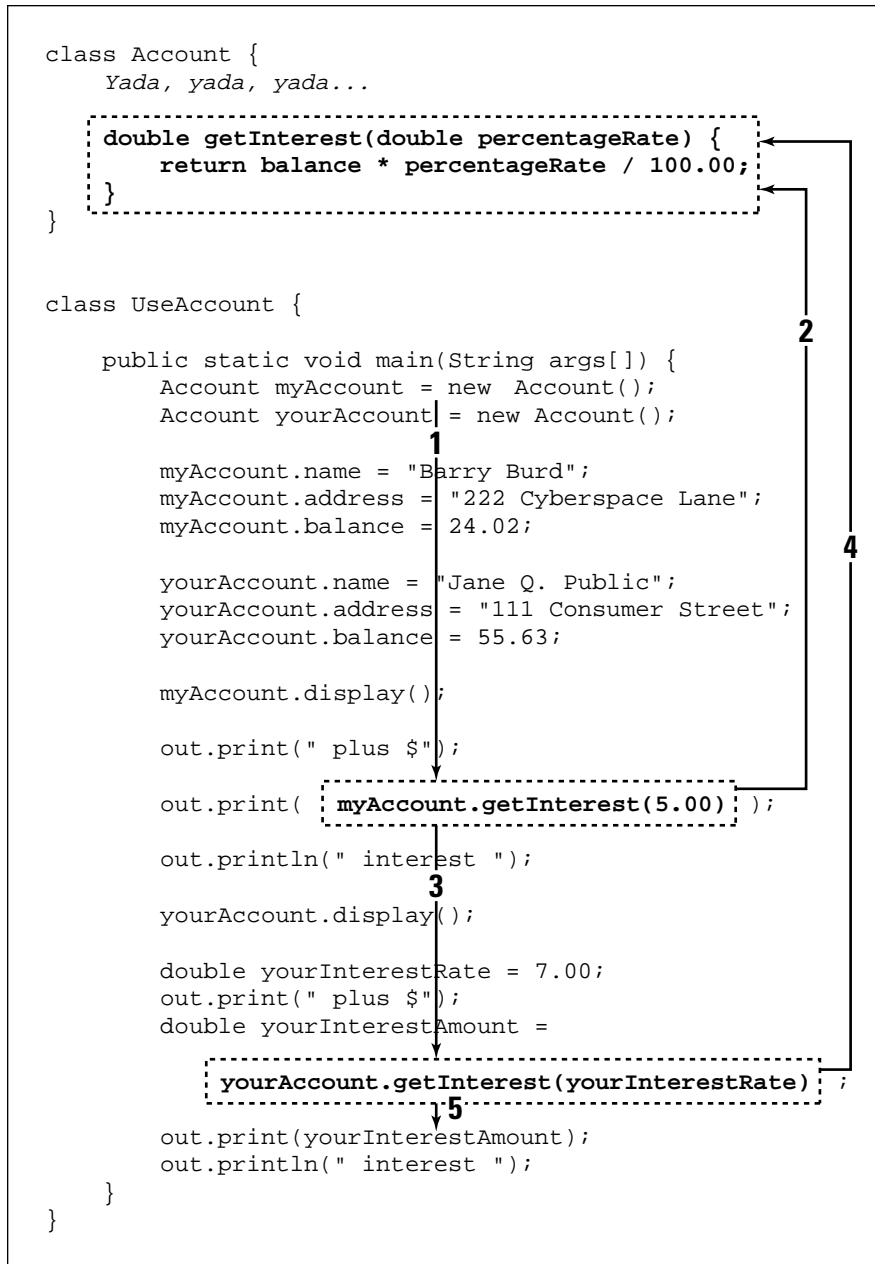 class Account {
    Yada, yada, yada...
    double getInterest(double percentageRate) {
        return balance * percentageRate / 100.00;
    }
}
class UseAccount {
2
    public static void main(String args[]) {
        Account myAccount = new  Account();
        Account yourAccount = new Account();
1
        myAccount.name = "Barry Burd";
        myAccount.address = "222 Cyberspace Lane";
        myAccount.balance = 24.02;
4
        yourAccount.name = "Jane Q. Public";
        yourAccount.address = "111 Consumer Street";
        yourAccount.balance = 55.63;
        myAccount.display();
        out.print(" plus $");
        out.print( myAccount.getInterest(5.00) );
        out.println(" interest ");
3
        yourAccount.display();
        double yourInterestRate = 7.00;
        out.print(" plus $");
        double yourInterestAmount =
            yourAccount.getInterest(yourInterestRate) ;
5
        out.print(yourInterestAmount);
        out.println(" interest ");
    }
}